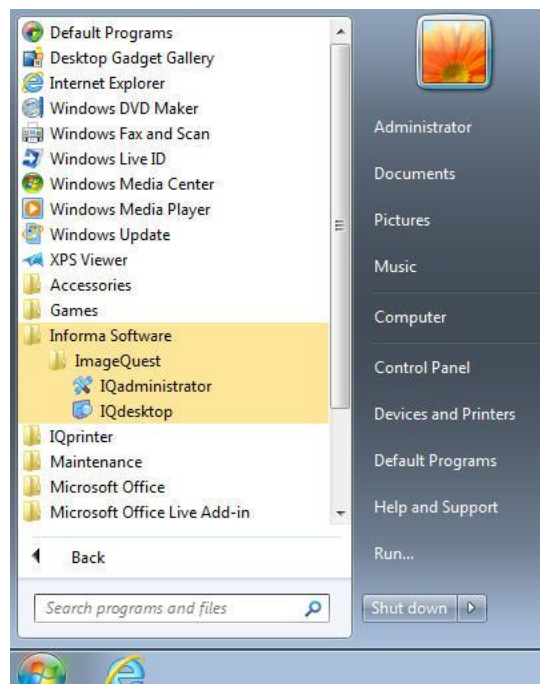 Default Programs
Desktop Gadget Gallery
Internet Explorer
Windows DVD Maker
Windows Fax and Scan
Windows Live ID
Windows Media Center
Windows Media Player
Windows Update
XPS Viewer
Accessories
Games
Informa Software
ImageQuest
IQadministrator
IQdesktop
IQprinter
Maintenance
Microsoft Office
Microsoft Office Live Add-in
Back
Search programs and files
Administrator
Documents
Pictures
Music
Computer
Control Panel
Devices and Printers
Default Programs
Help and Support
Run...
Shut down